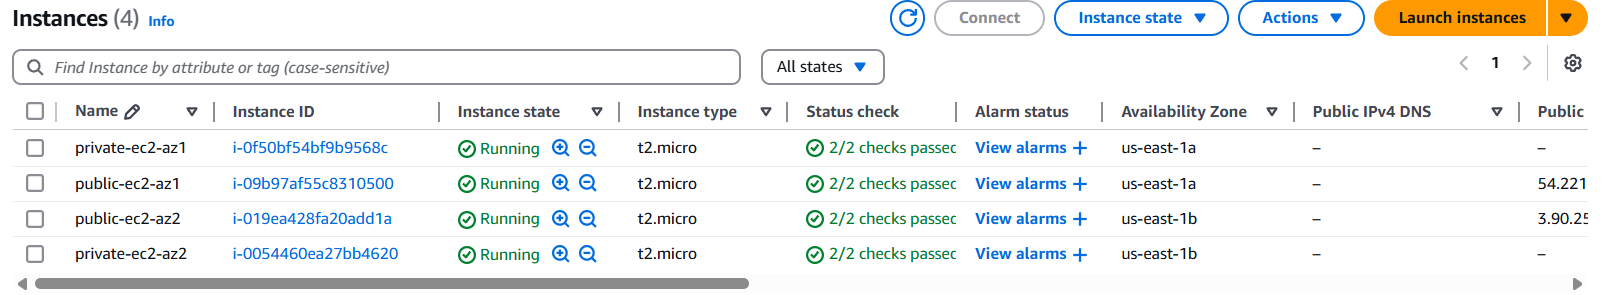 Instances (4) Info Connect Instance state Actions Launch instances
Find Instance by attribute or tag (case-sensitive) All states 1
Name Instance ID Instance state Instance type Status check Alarm status Availability Zone Public IPv4 DNS Public
private-ec2-az1 i-0f50bf54bf9b9568c Running t2.micro 2/2 checks passed View alarms + us-east-1a – –
public-ec2-az1 i-09b97af55c8310500 Running t2.micro 2/2 checks passed View alarms + us-east-1a – 54.221
public-ec2-az2 i-019ea428fa20add1a Running t2.micro 2/2 checks passed View alarms + us-east-1b – 3.90.25
private-ec2-az2 i-0054460ea27bb4620 Running t2.micro 2/2 checks passed View alarms + us-east-1b – –